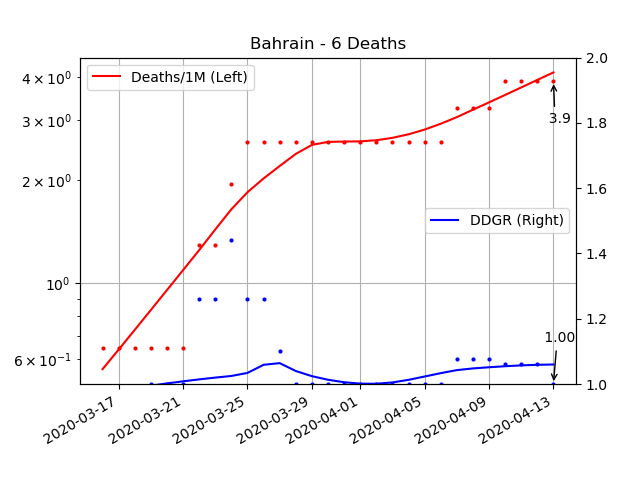 Bahrain - 6 Deaths
Deaths/1M (Left)
DDGR (Right)
4 × 10⁰
3 × 10⁰
2 × 10⁰
10⁰
6 × 10⁻¹
2.0
1.8
1.6
1.4
1.2
1.0
3.9
1.00
2020-03-17
2020-03-21
2020-03-25
2020-03-29
2020-04-01
2020-04-05
2020-04-09
2020-04-13